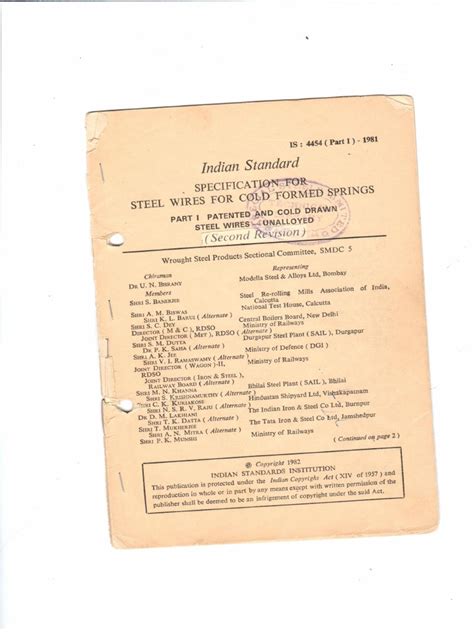 IS : 4454 ( Part I ) - 1981
Indian Standard
SPECIFICATION FOR
STEEL WIRES FOR COLD FORMED SPRINGS
PART I PATENTED AND COLD DRAWN
STEEL WIRES UNALLOYED
( Second Revision )
Wrought Steel Products Sectional Committee, SMDC 5
Chairman Representing
DR U. N. BHRANY Modella Steel & Alloys Ltd, Bombay
Members
SHRI S. BANERJEE Steel Re-rolling Mills Association of India,
Calcutta
SHRI A. M. BISWAS National Test House, Calcutta
SHRI K. L. BARUI ( Alternate )
SHRI S. C. DEY Central Boilers Board, New Delhi
DIRECTOR ( M & C ), RDSO Ministry of Railways
JOINT DIRECTOR ( MET ), RDSO ( Alternate )
SHRI S. M. DUTTA Durgapur Steel Plant ( SAIL ), Durgapur
DR P. K. SAHA ( Alternate )
SHRI A. K. JEE Ministry of Defence ( DGI )
SHRI V. I. RAMASWAMY ( Alternate )
JOINT DIRECTOR ( WAGON )-II, Ministry of Railways
RDSO
JOINT DIRECTOR ( IRON & STEEL ),
RAILWAY BOARD ( Alternate )
SHRI M. KHANNA Bhilai Steel Plant ( SAIL ), Bhilai
SHRI S. KRISHNAMURTHY ( Alternate )
SHRI C. K. KUNJAROSE Hindustan Shipyard Ltd, Vishakapatnam
SHRI N. S. R. V. RAJU ( Alternate )
DR D. M. LAKHIANI The Indian Iron & Steel Co Ltd, Burnpur
SHRI T. K. DATTA ( Alternate )
SHRI T. MUKHERJEE The Tata Iron & Steel Co Ltd, Jamshedpur
SHRI A. N. MITRA ( Alternate )
SHRI P. K. MUNSHI Ministry of Railways
( Continued on page 2 )
© Copyright 1982
INDIAN STANDARDS INSTITUTION
This publication is protected under the Indian Copyright Act ( XIV of 1957 ) and
reproduction in whole or in part by any means except with written permission of the
publisher shall be deemed to be an infringement of copyright under the said Act.